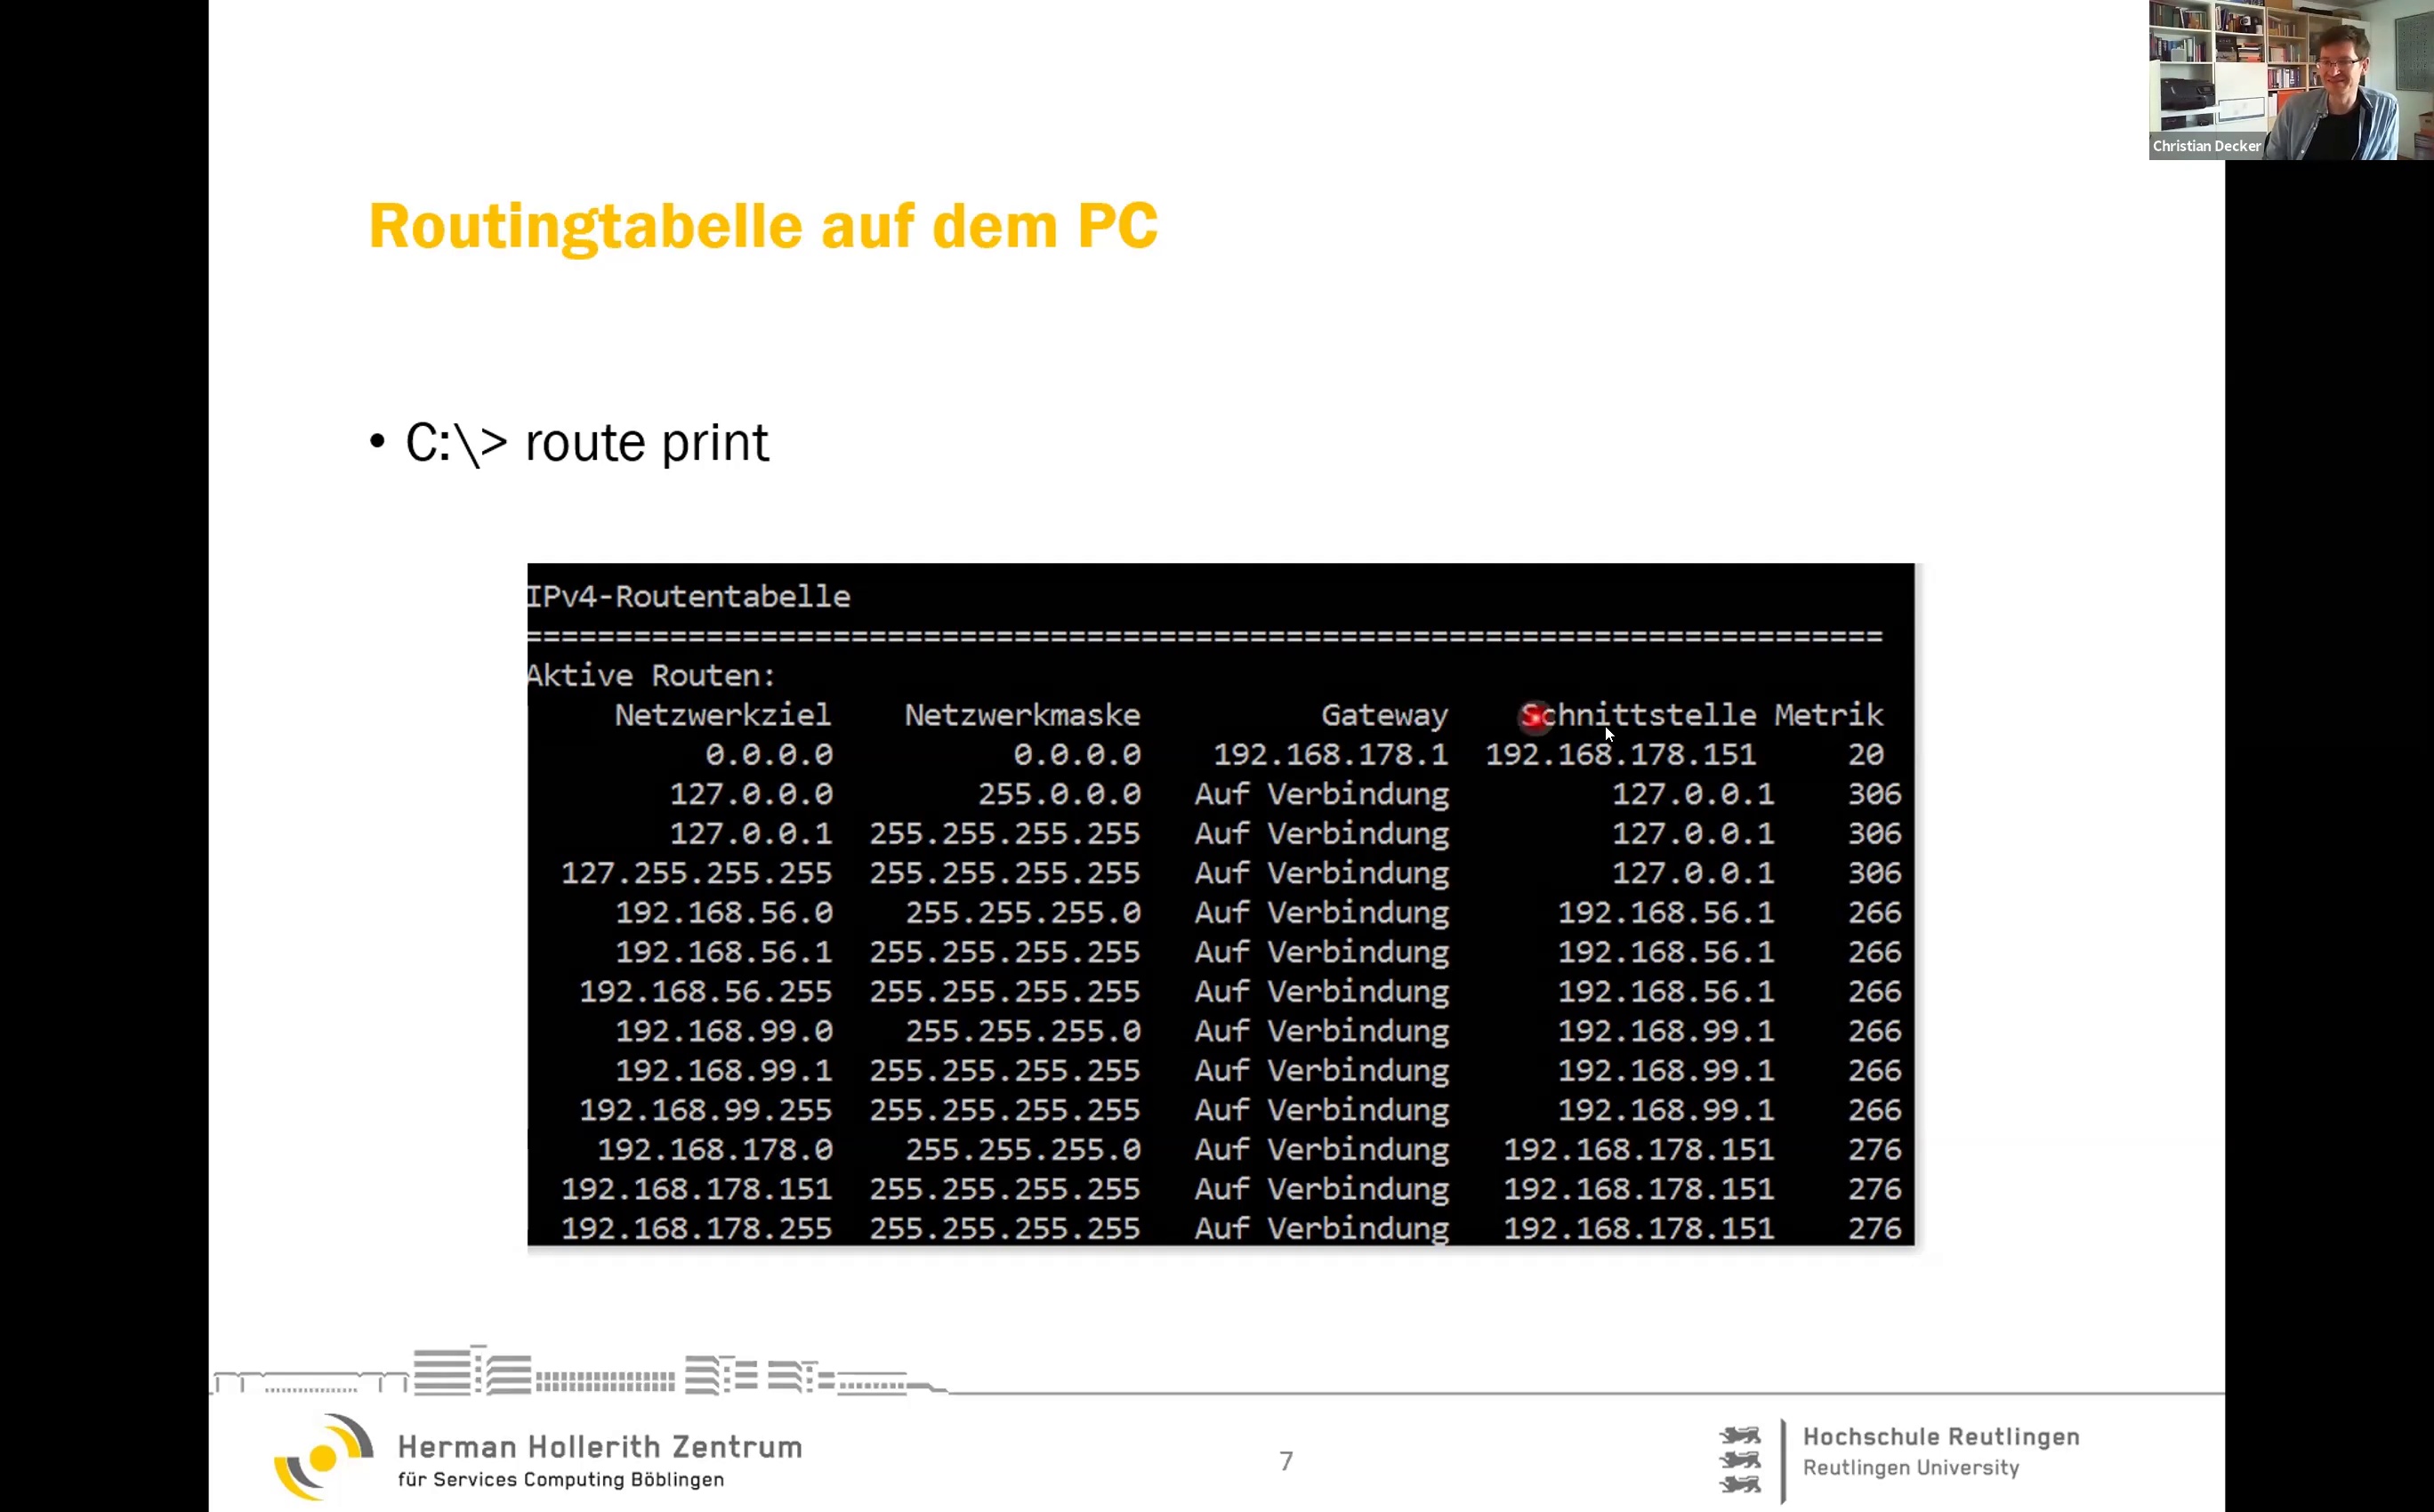 Christian Decker
Routingtabelle auf dem PC
• C:\> route print
IPv4-Routentabelle
===========================================================================
Aktive Routen:
Netzwerkziel Netzwerkmaske Gateway Schnittstelle Metrik
0.0.0.0 0.0.0.0 192.168.178.1 192.168.178.151 20
127.0.0.0 255.0.0.0 Auf Verbindung 127.0.0.1 306
127.0.0.1 255.255.255.255 Auf Verbindung 127.0.0.1 306
127.255.255.255 255.255.255.255 Auf Verbindung 127.0.0.1 306
192.168.56.0 255.255.255.0 Auf Verbindung 192.168.56.1 266
192.168.56.1 255.255.255.255 Auf Verbindung 192.168.56.1 266
192.168.56.255 255.255.255.255 Auf Verbindung 192.168.56.1 266
192.168.99.0 255.255.255.0 Auf Verbindung 192.168.99.1 266
192.168.99.1 255.255.255.255 Auf Verbindung 192.168.99.1 266
192.168.99.255 255.255.255.255 Auf Verbindung 192.168.99.1 266
192.168.178.0 255.255.255.0 Auf Verbindung 192.168.178.151 276
192.168.178.151 255.255.255.255 Auf Verbindung 192.168.178.151 276
192.168.178.255 255.255.255.255 Auf Verbindung 192.168.178.151 276
Herman Hollerith Zentrum
für Services Computing Böblingen
7
Hochschule Reutlingen
Reutlingen University